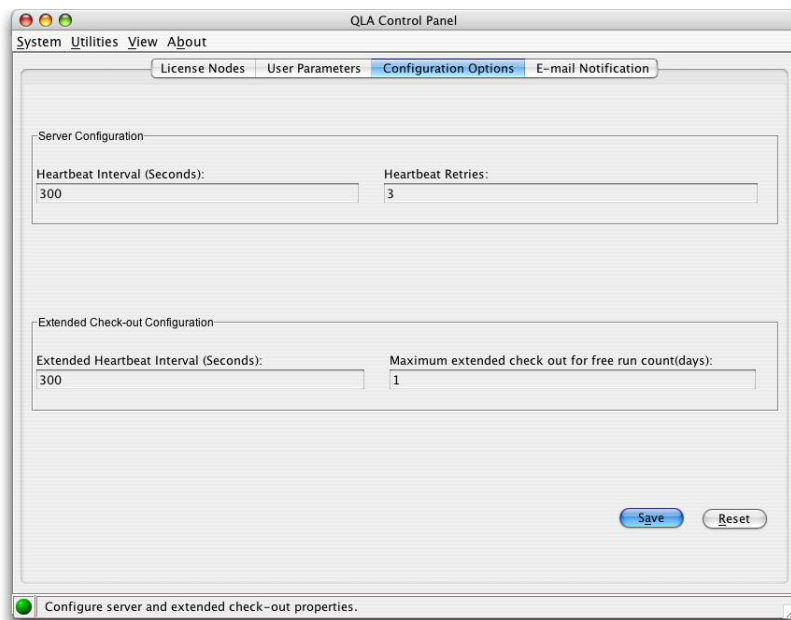 QLA Control Panel
System Utilities View About
License Nodes User Parameters Configuration Options E-mail Notification
Server Configuration
Heartbeat Interval (Seconds): Heartbeat Retries:
300 3
Extended Check-out Configuration
Extended Heartbeat Interval (Seconds): Maximum extended check out for free run count(days):
300 1
Save Reset
Configure server and extended check-out properties.